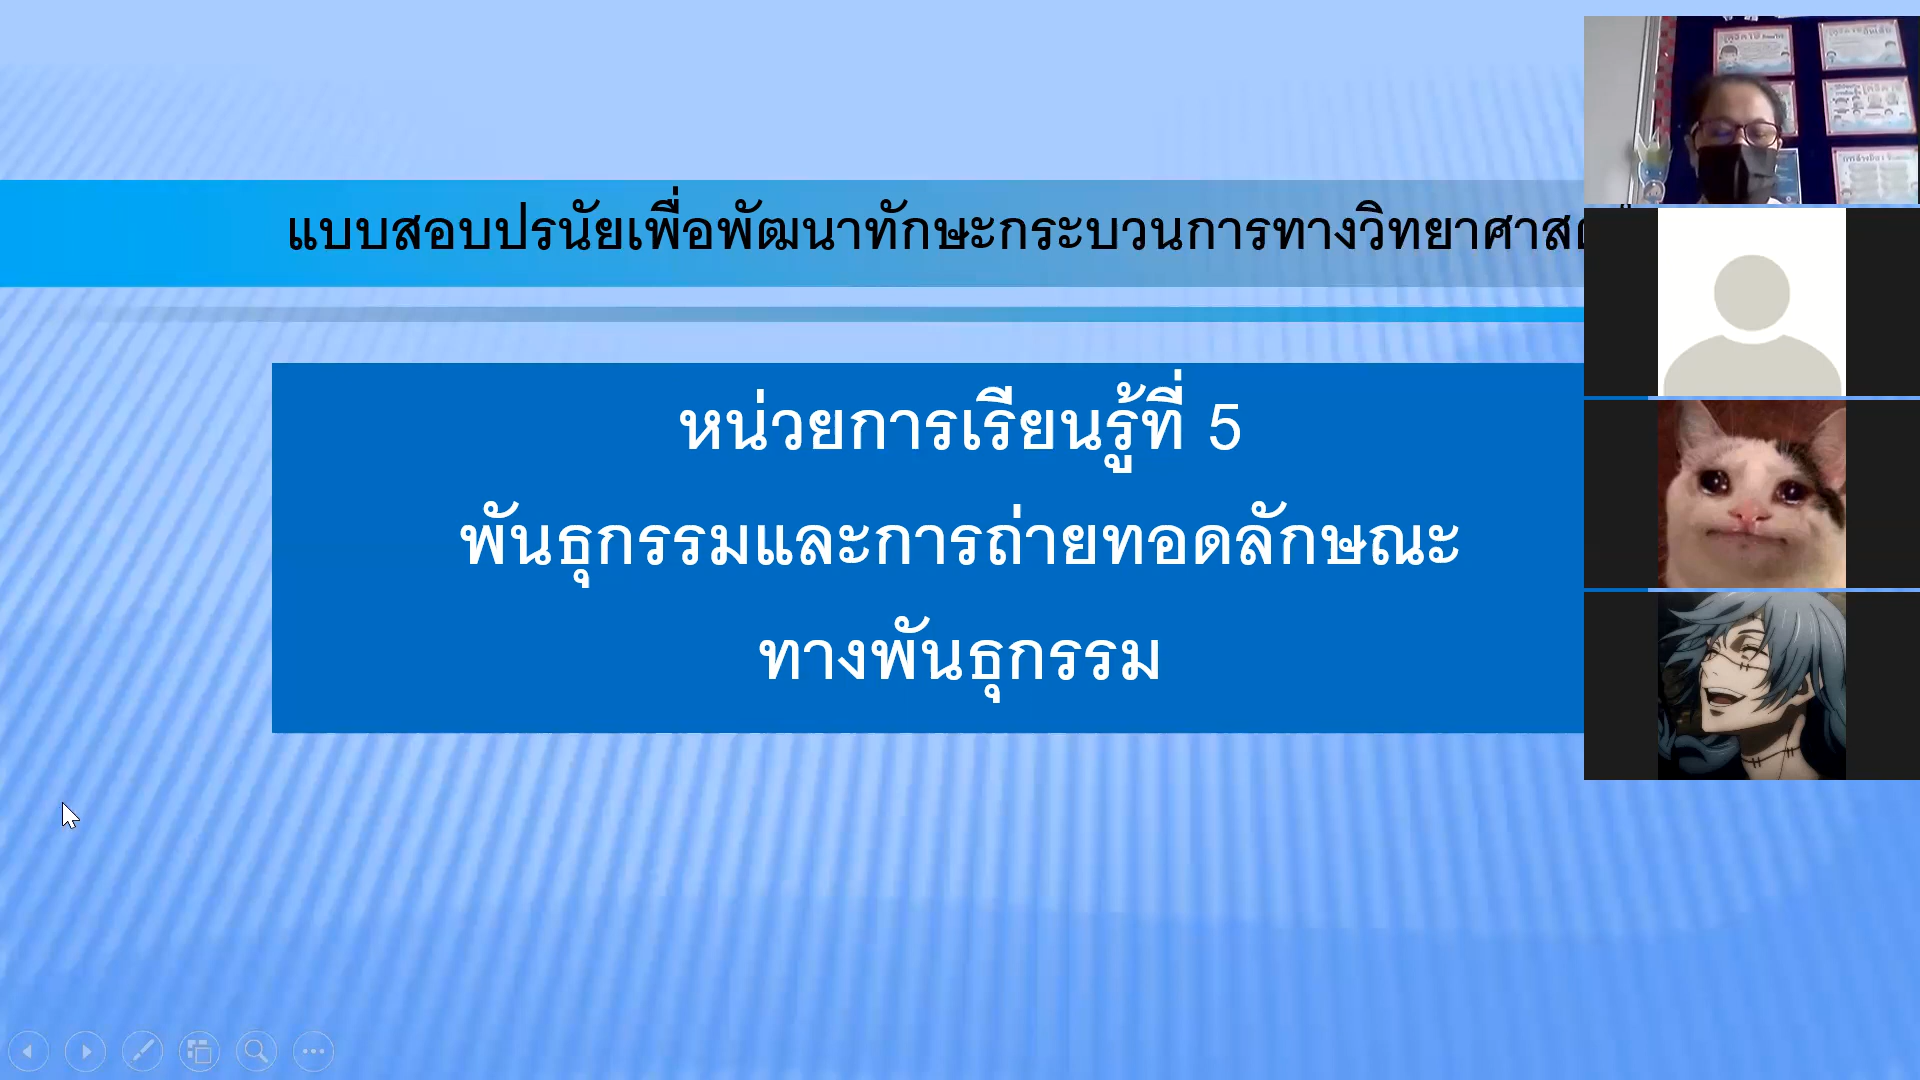 แบบสอบปรนัยเพื่อพัฒนาทักษะกระบวนการทางวิทยาศาส
หน่วยการเรียนรู้ที่ 5
พันธุกรรมและการถ่ายทอดลักษณะ
ทางพันธุกรรม